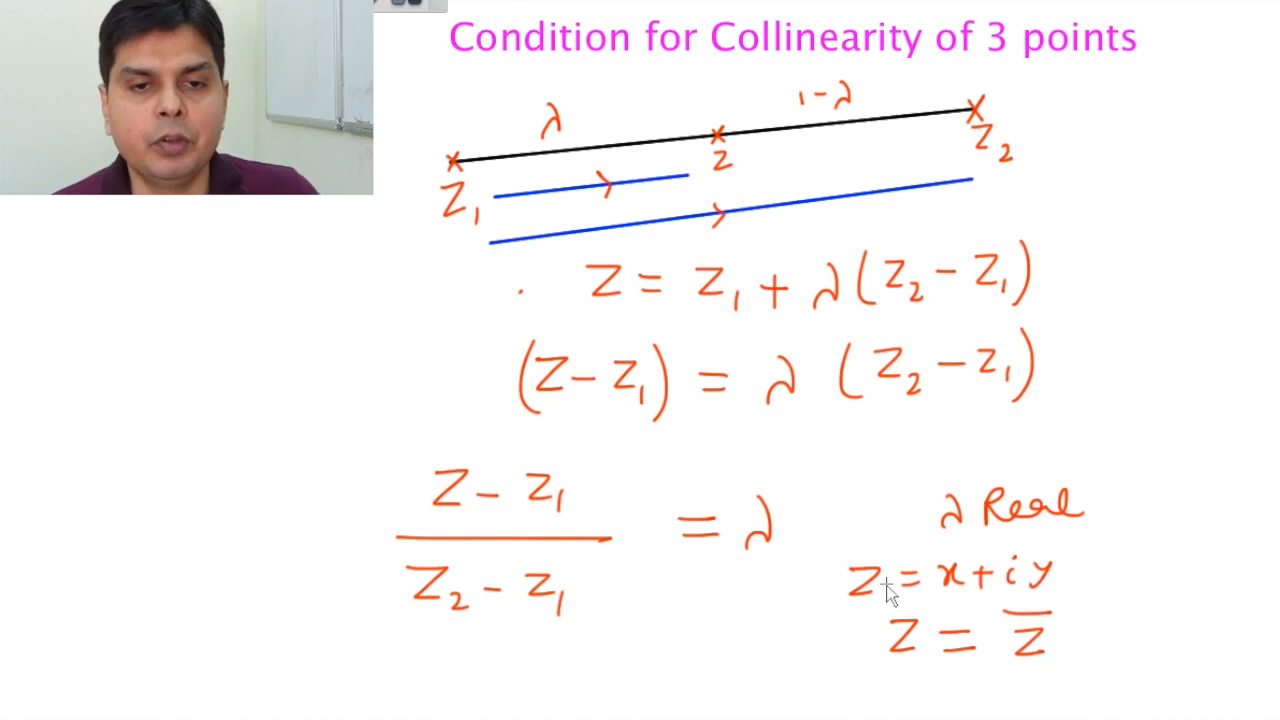 Condition for Collinearity of 3 points
λ 1-λ
Z₁ Z Z₂
Z = Z₁ + λ(Z₂ - Z₁)
(Z - Z₁) = λ (Z₂ - Z₁)
Z - Z₁
Z₂ - Z₁
= λ
λ Real
Z = x + iy
Z = Z̅